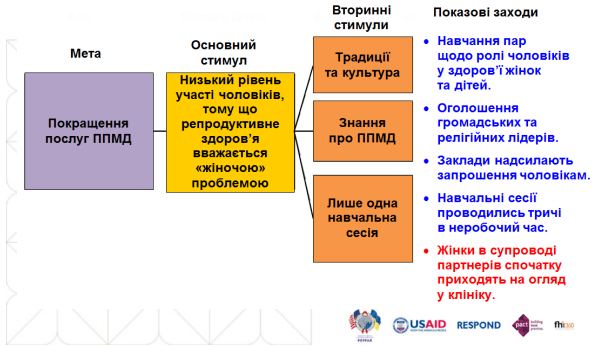 Мета
Покращення
послуг ППМД
Основний
стимул
Низький рівень
участі чоловіків,
тому що
репродуктивне
здоров'я
вважається
«жіночою»
проблемою
Вторинні
стимули
Традиції
та культура
Знання
про ППМД
Лише одна
навчальна
сесія
Показові заходи
• Навчання пар
щодо ролі чоловіків
у здоров'ї жінок
та дітей.
• Оголошення
громадських та
релігійних лідерів.
• Заклади надсилають
запрошення чоловікам.
• Навчальні сесії
проводились тричі
в неробочий час.
• Жінки в супроводі
партнерів спочатку
приходять на огляд
у клініку.
PEPFAR
USAID
RESPOND
pact
fhi360